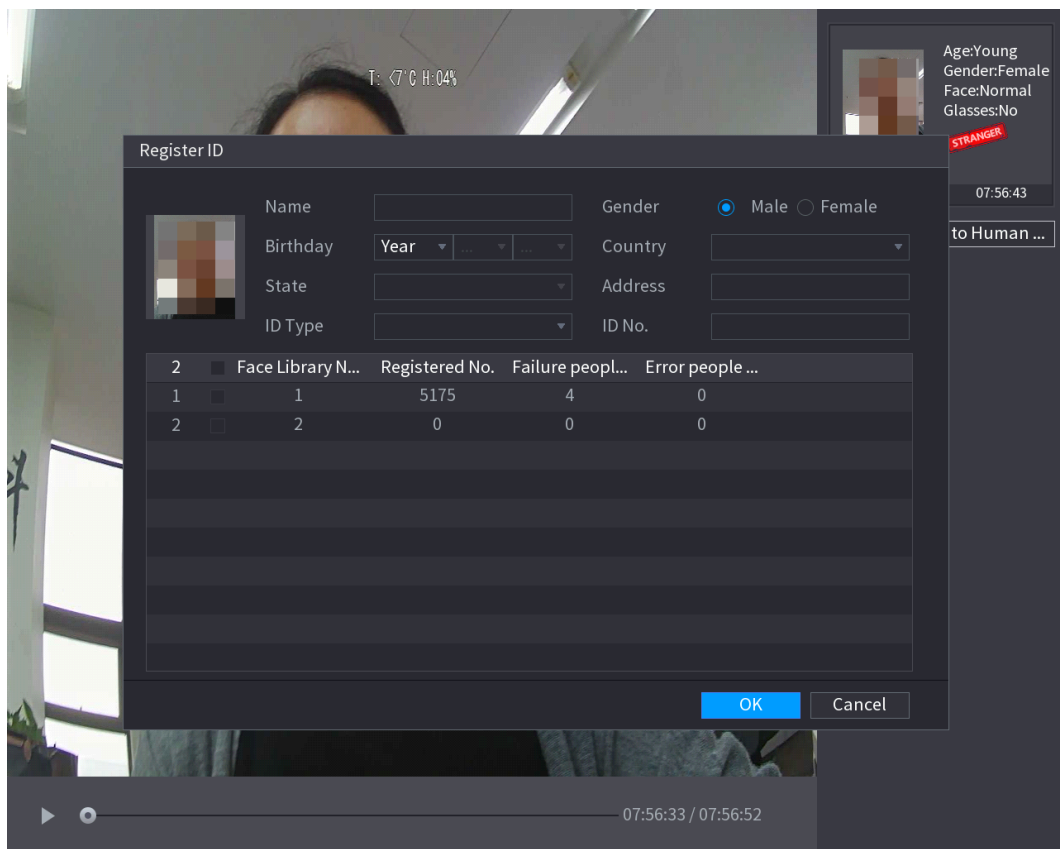 T: <7°C H:04%
Age:Young
Gender:Female
Face:Normal
Glasses:No
STRANGER
07:56:43
to Human ...
Register ID
Name
Gender
Male
Female
Birthday
Year
...
...
Country
State
Address
ID Type
ID No.
2 Face Library N... Registered No. Failure peopl... Error people ...
1 1 5175 4 0
2 2 0 0 0
OK
Cancel
07:56:33 / 07:56:52